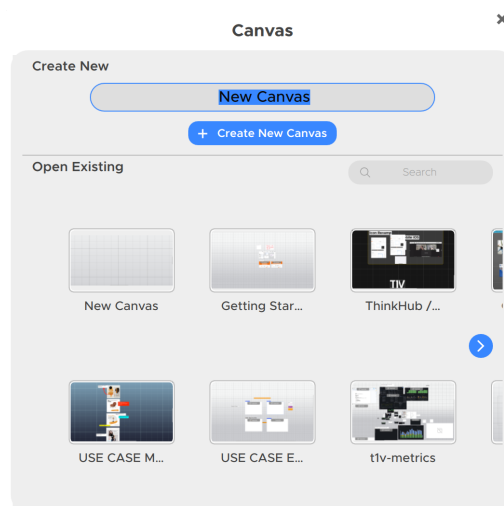 Canvas
Create New
New Canvas
+ Create New Canvas
Open Existing
Search
New Canvas
Getting Star...
TIV
ThinkHub /...
USE CASE M...
USE CASE E...
t1v-metrics